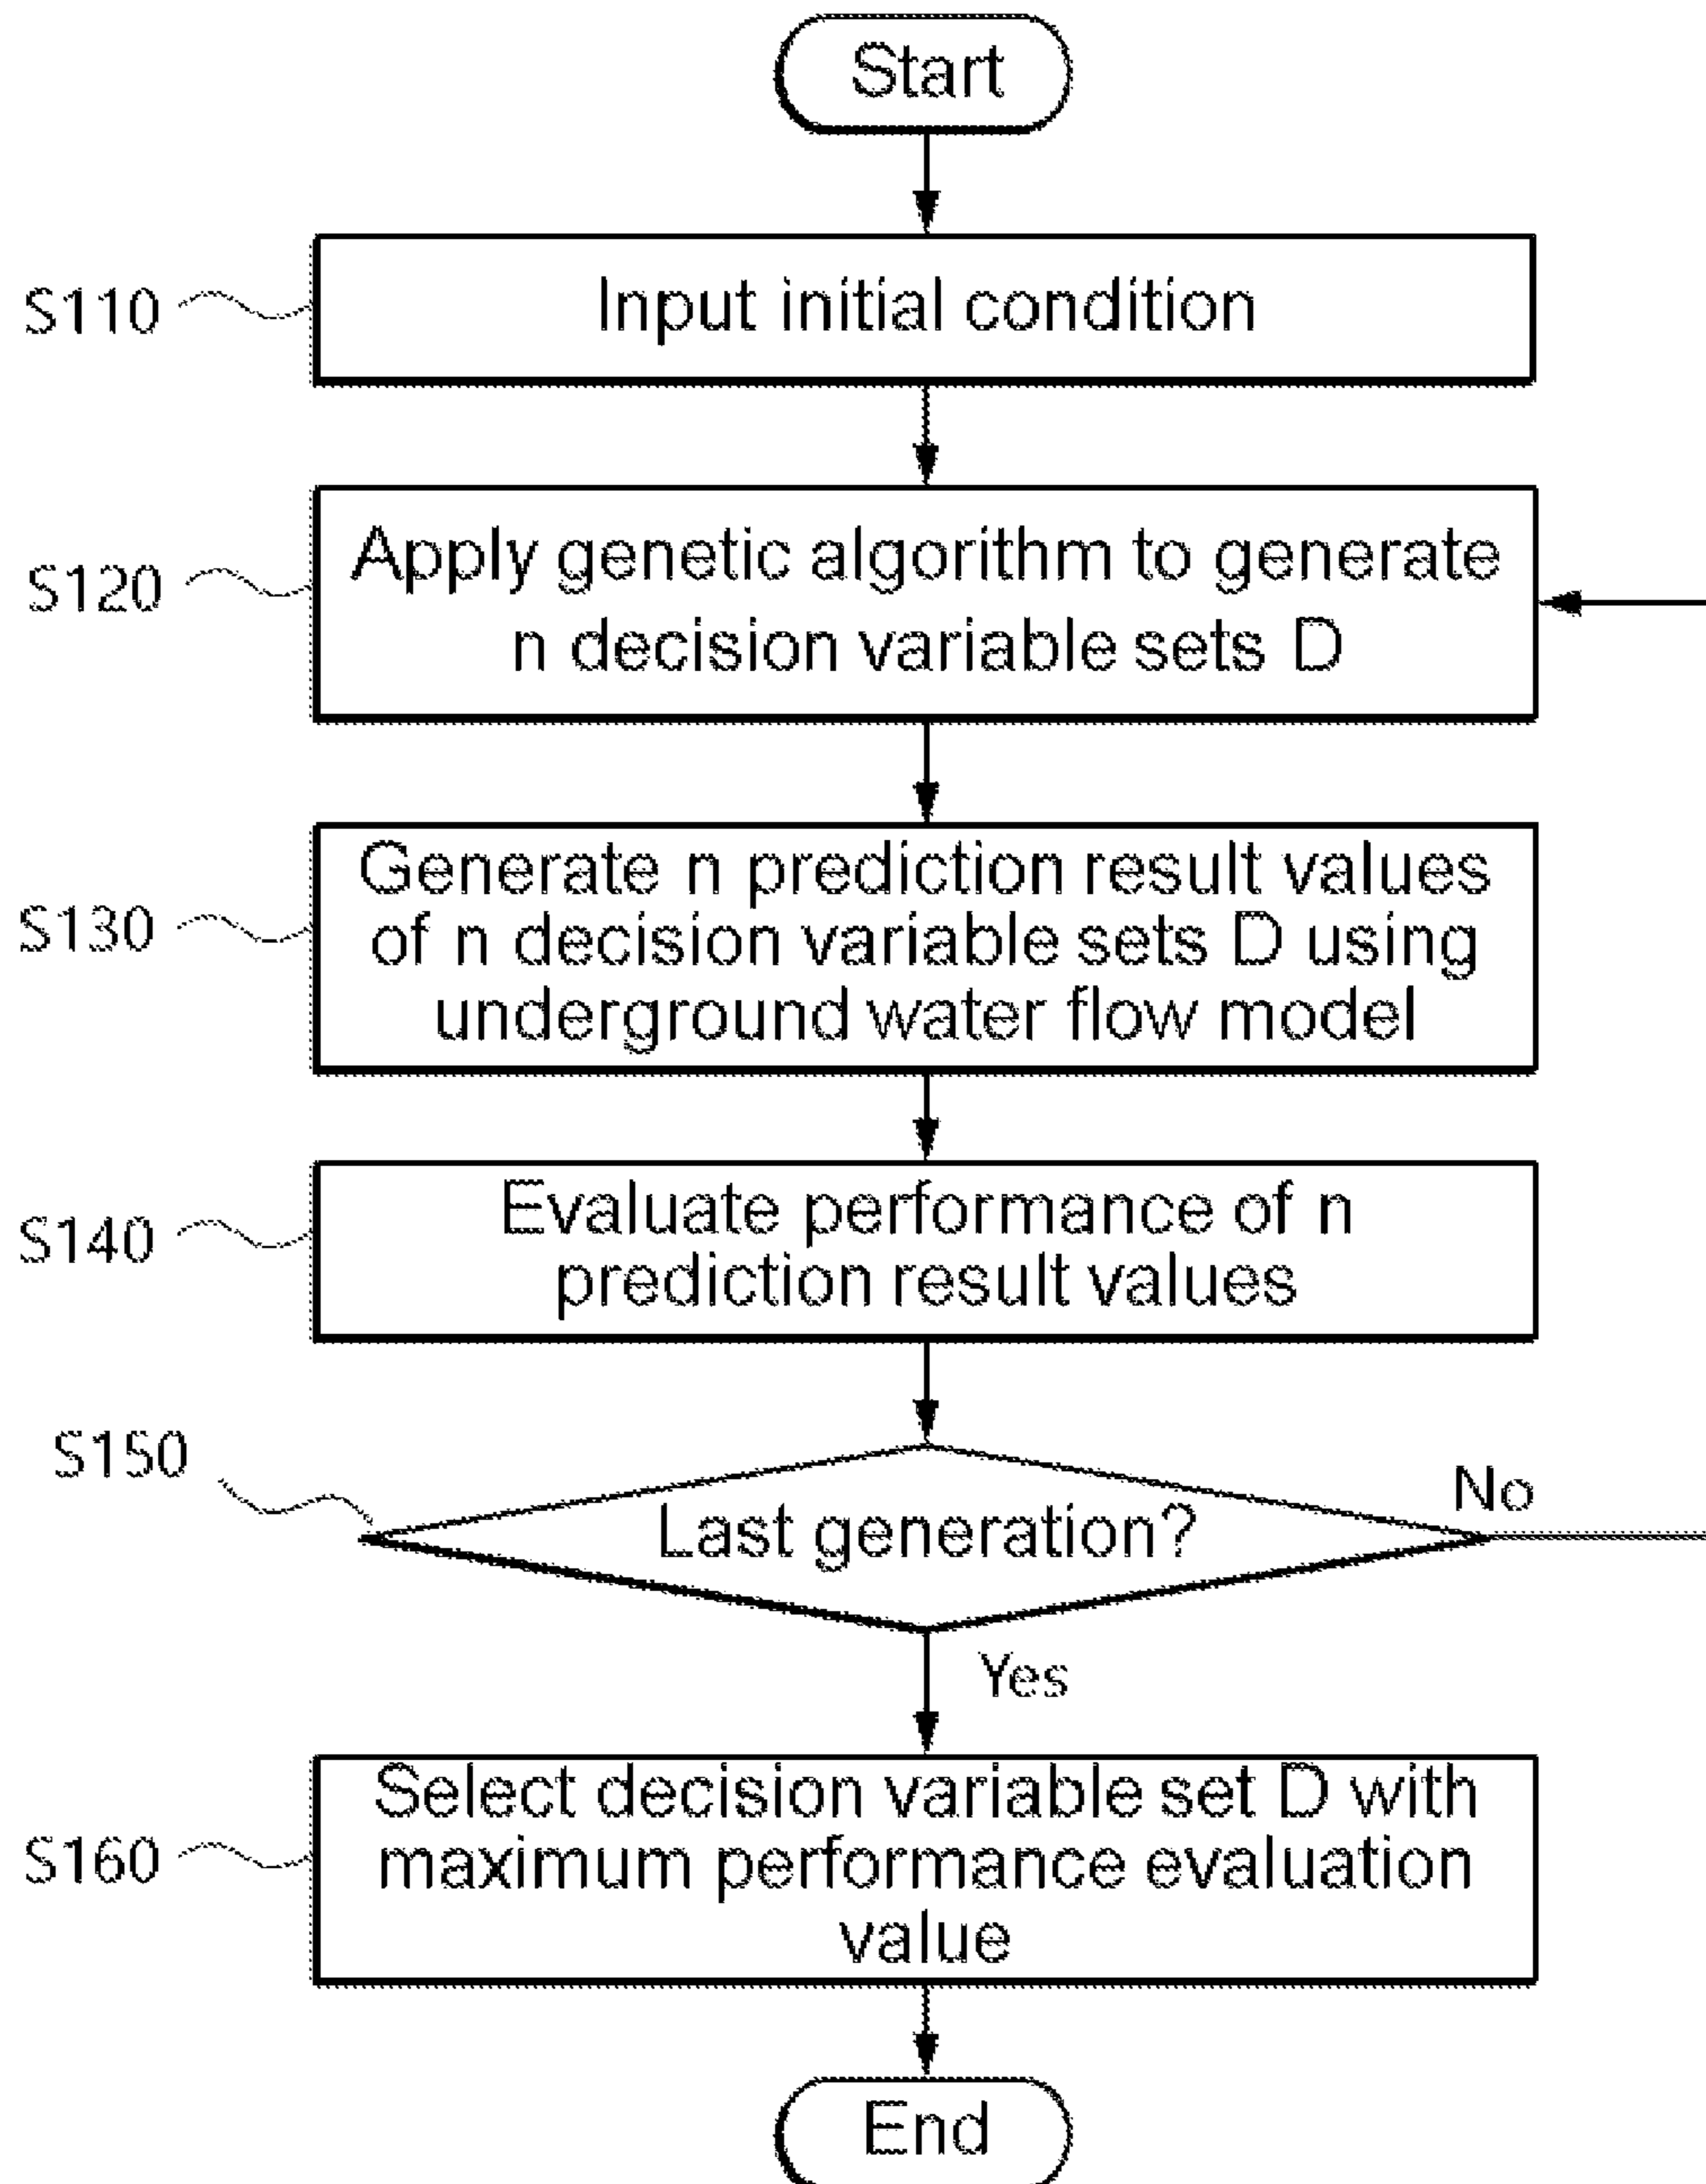 Start
S110
Input initial condition
S120
Apply genetic algorithm to generate
n decision variable sets D
S130
Generate n prediction result values
of n decision variable sets D using
underground water flow model
S140
Evaluate performance of n
prediction result values
S150
Last generation?
No
Yes
S160
Select decision variable set D with
maximum performance evaluation
value
End